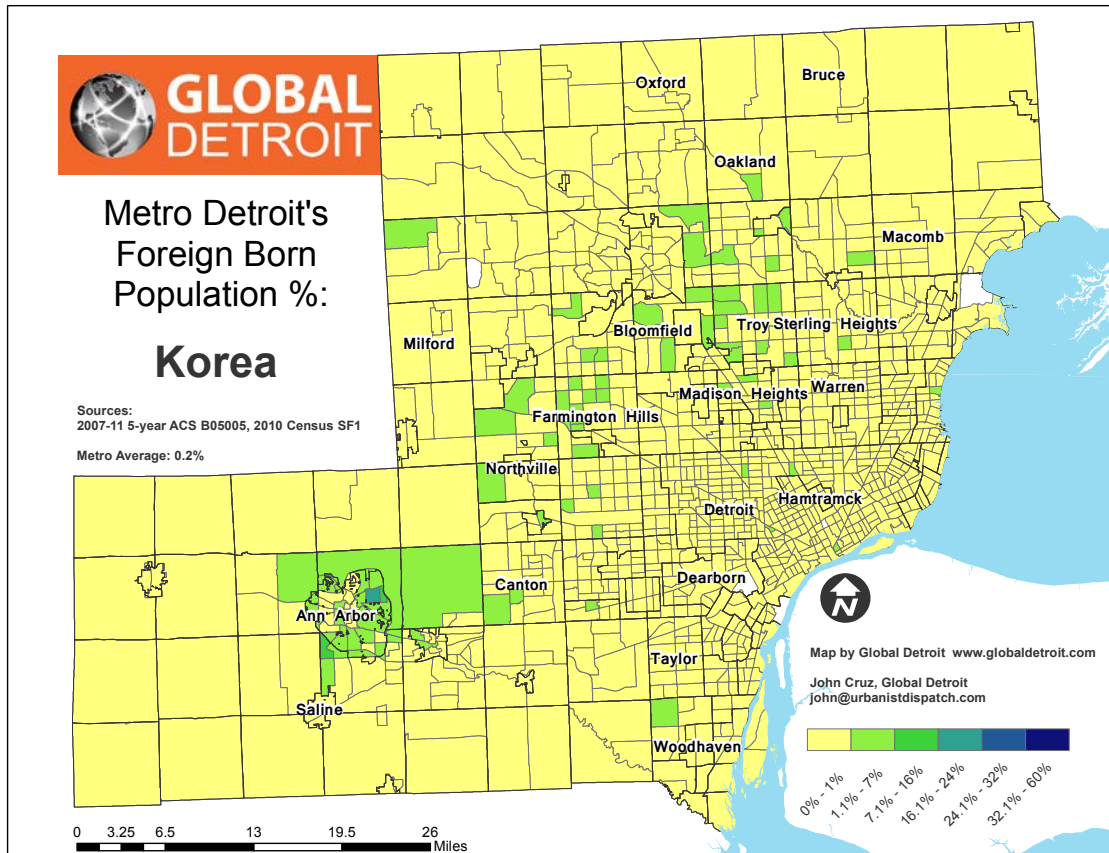 GLOBAL
DETROIT
Metro Detroit's
Foreign Born
Population %:
Korea
Sources:
2007-11 5-year ACS B05005, 2010 Census SF1
Metro Average: 0.2%
Oxford
Bruce
Oakland
Macomb
Milford
Bloomfield
Troy
Sterling Heights
Madison Heights
Warren
Farmington Hills
Northville
Hamtramck
Detroit
Canton
Dearborn
Ann Arbor
Taylor
Saline
Woodhaven
N
Map by Global Detroit www.globaldetroit.com
John Cruz, Global Detroit
john@urbanistdispatch.com
0% - 1%
1.1% - 7%
7.1% - 16%
16.1% - 24%
24.1% - 32%
32.1% - 60%
0 3.25 6.5 13 19.5 26
Miles